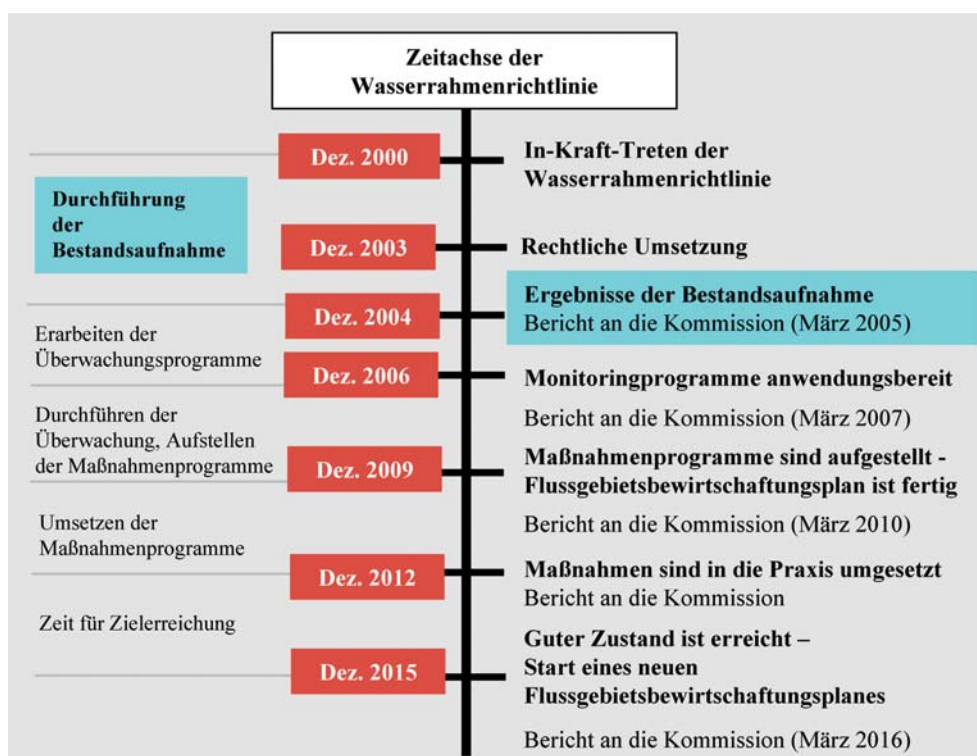 Zeitachse der
Wasserrahmenrichtlinie
Dez. 2000
In-Kraft-Treten der
Wasserrahmenrichtlinie
Durchführung
der
Bestandsaufnahme
Dez. 2003
Rechtliche Umsetzung
Dez. 2004
Ergebnisse der Bestandsaufnahme
Bericht an die Kommission (März 2005)
Erarbeiten der
Überwachungsprogramme
Dez. 2006
Monitoringprogramme anwendungsbereit
Bericht an die Kommission (März 2007)
Durchführen der
Überwachung, Aufstellen
der Maßnahmenprogramme
Dez. 2009
Maßnahmenprogramme sind aufgestellt -
Flussgebietsbewirtschaftungsplan ist fertig
Bericht an die Kommission (März 2010)
Umsetzen der
Maßnahmenprogramme
Dez. 2012
Maßnahmen sind in die Praxis umgesetzt
Bericht an die Kommission
Zeit für Zielerreichung
Dez. 2015
Guter Zustand ist erreicht –
Start eines neuen
Flussgebietsbewirtschaftungsplanes
Bericht an die Kommission (März 2016)